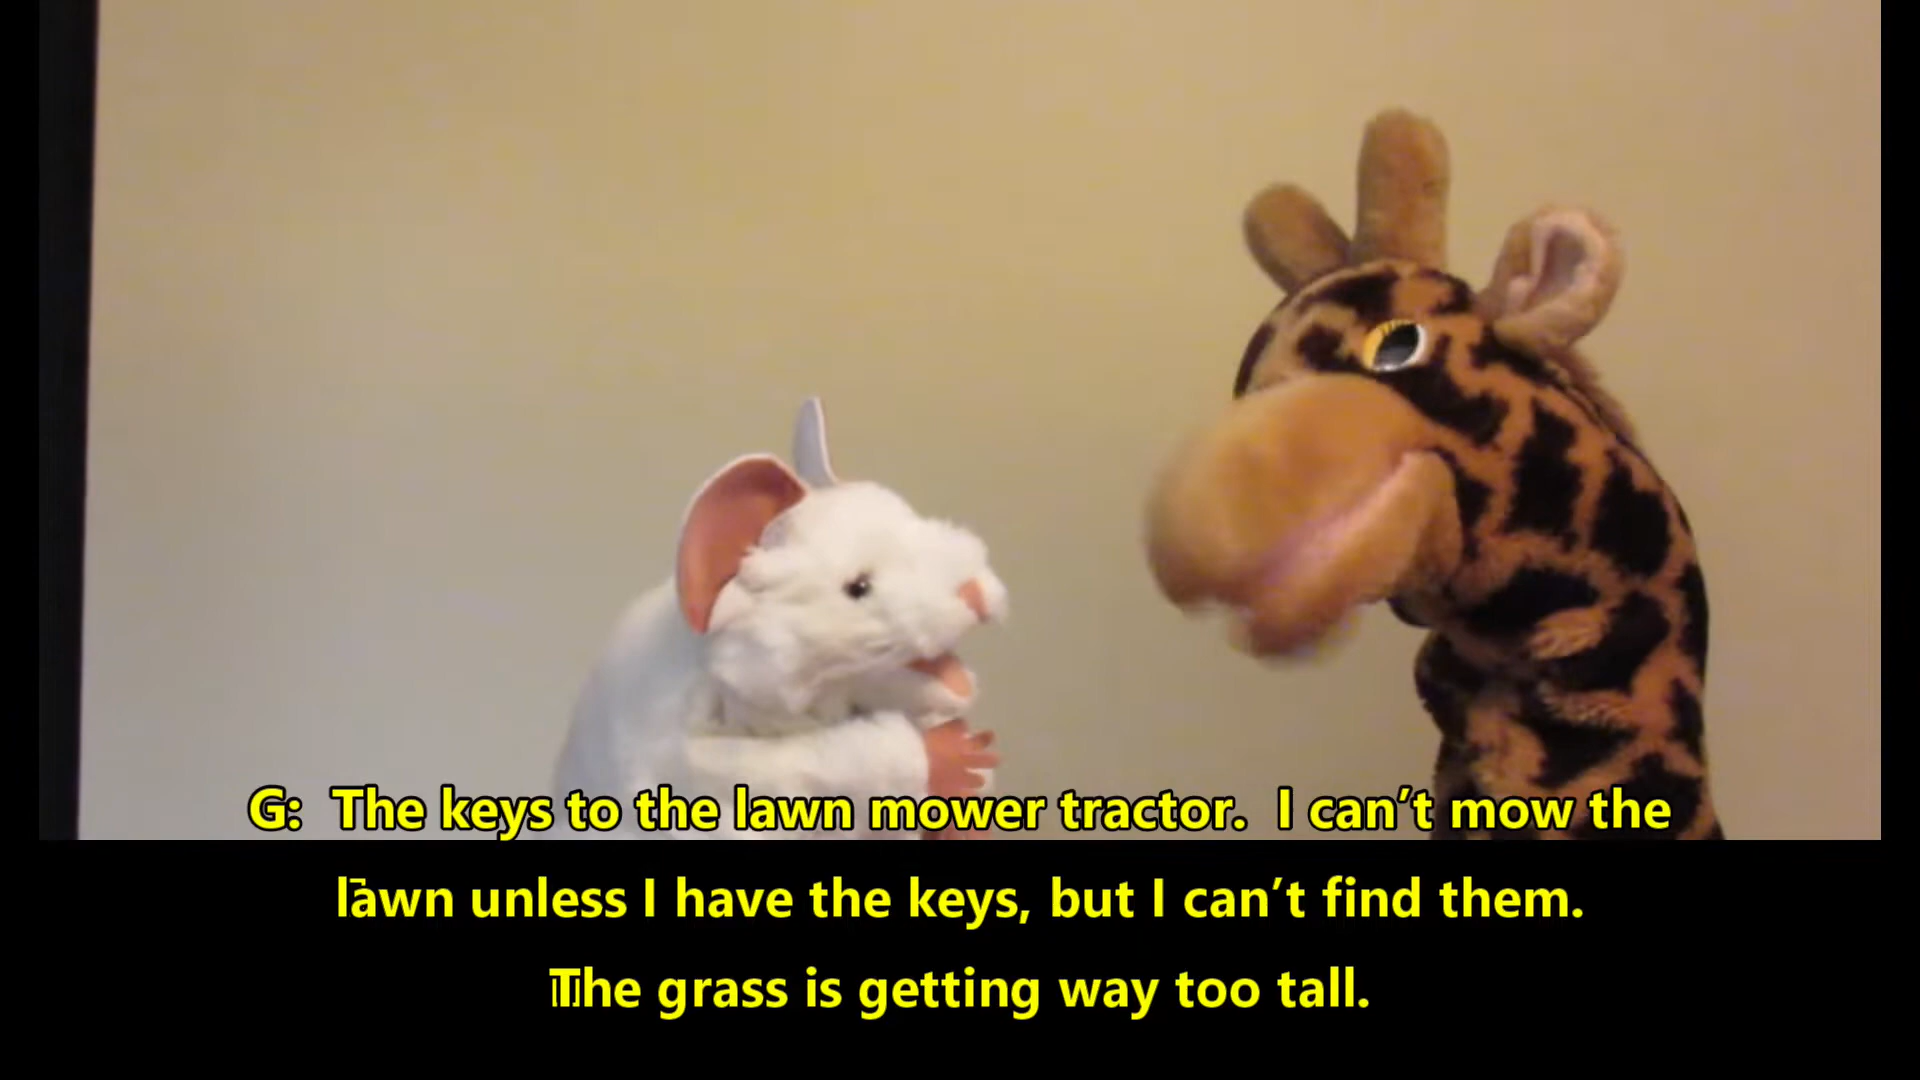 G:  The keys to the lawn mower tractor.  I can’t mow the
lawn unless I have the keys, but I can’t find them.
The grass is getting way too tall.